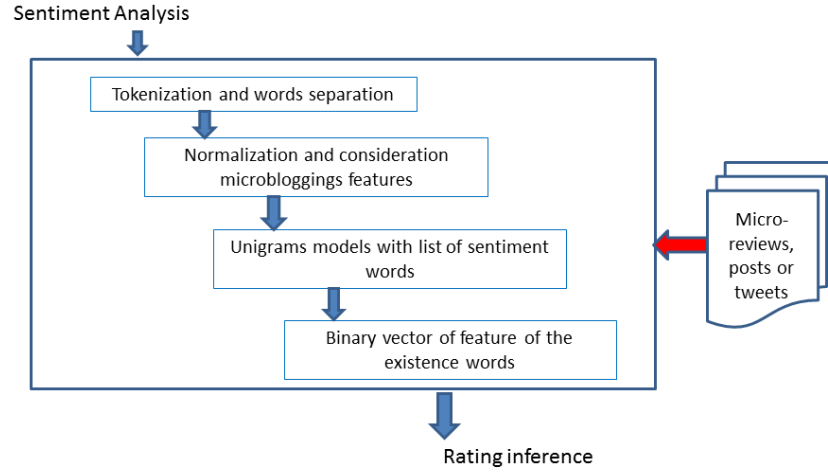 Sentiment Analysis
Tokenization and words separation
Normalization and consideration
microbloggings features
Unigrams models with list of sentiment
words
Binary vector of feature of the
existence words
Micro-
reviews,
posts or
tweets
Rating inference